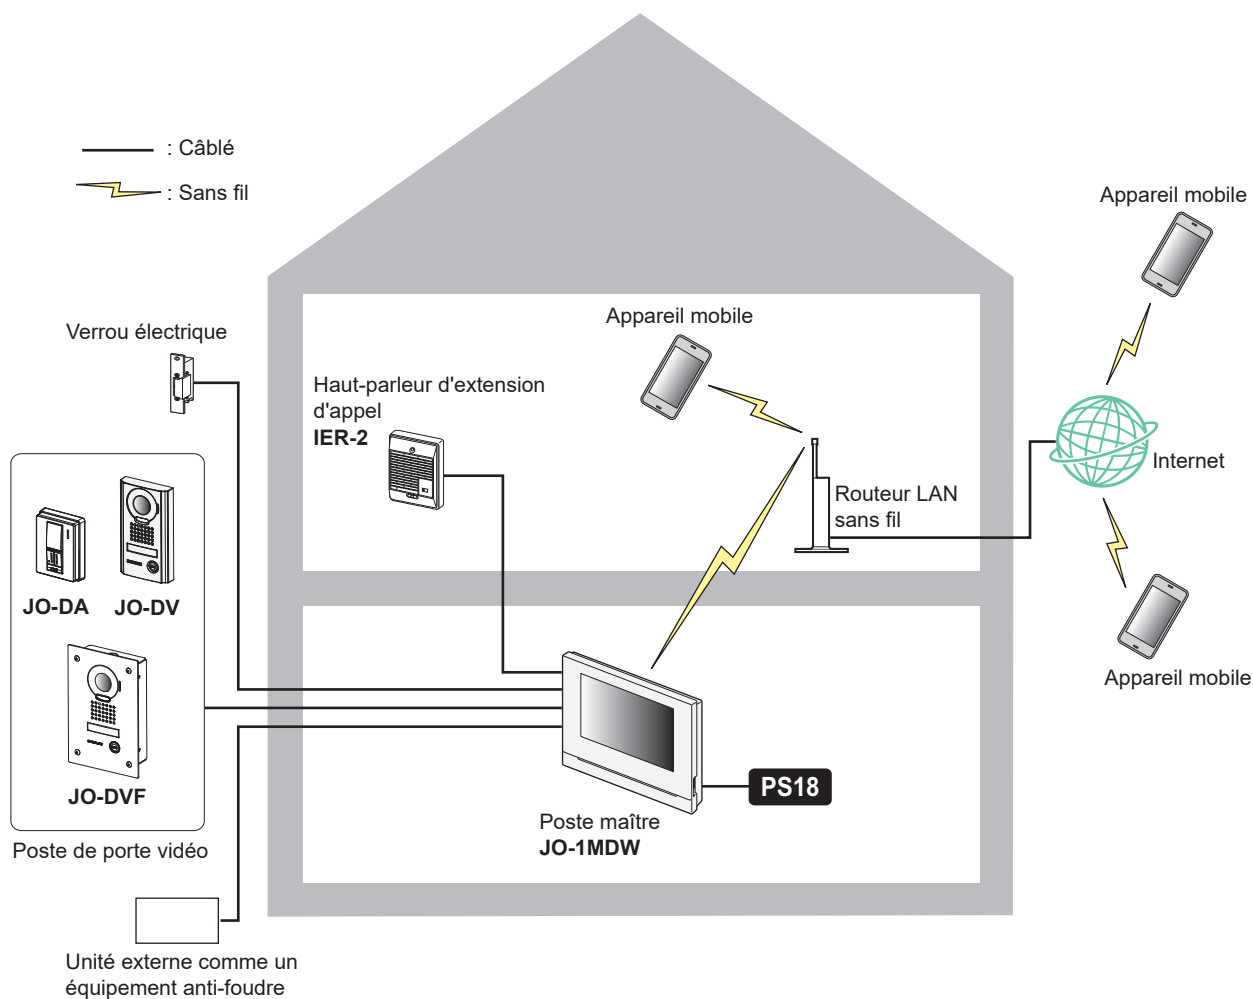 : Câblé
: Sans fil
Appareil mobile
Verrou électrique
Appareil mobile
Haut-parleur d'extension
d'appel
IER-2
Internet
Routeur LAN
sans fil
JO-DA
JO-DV
Appareil mobile
JO-DVF
PS18
Poste maître
JO-1MDW
Poste de porte vidéo
Unité externe comme un
équipement anti-foudre